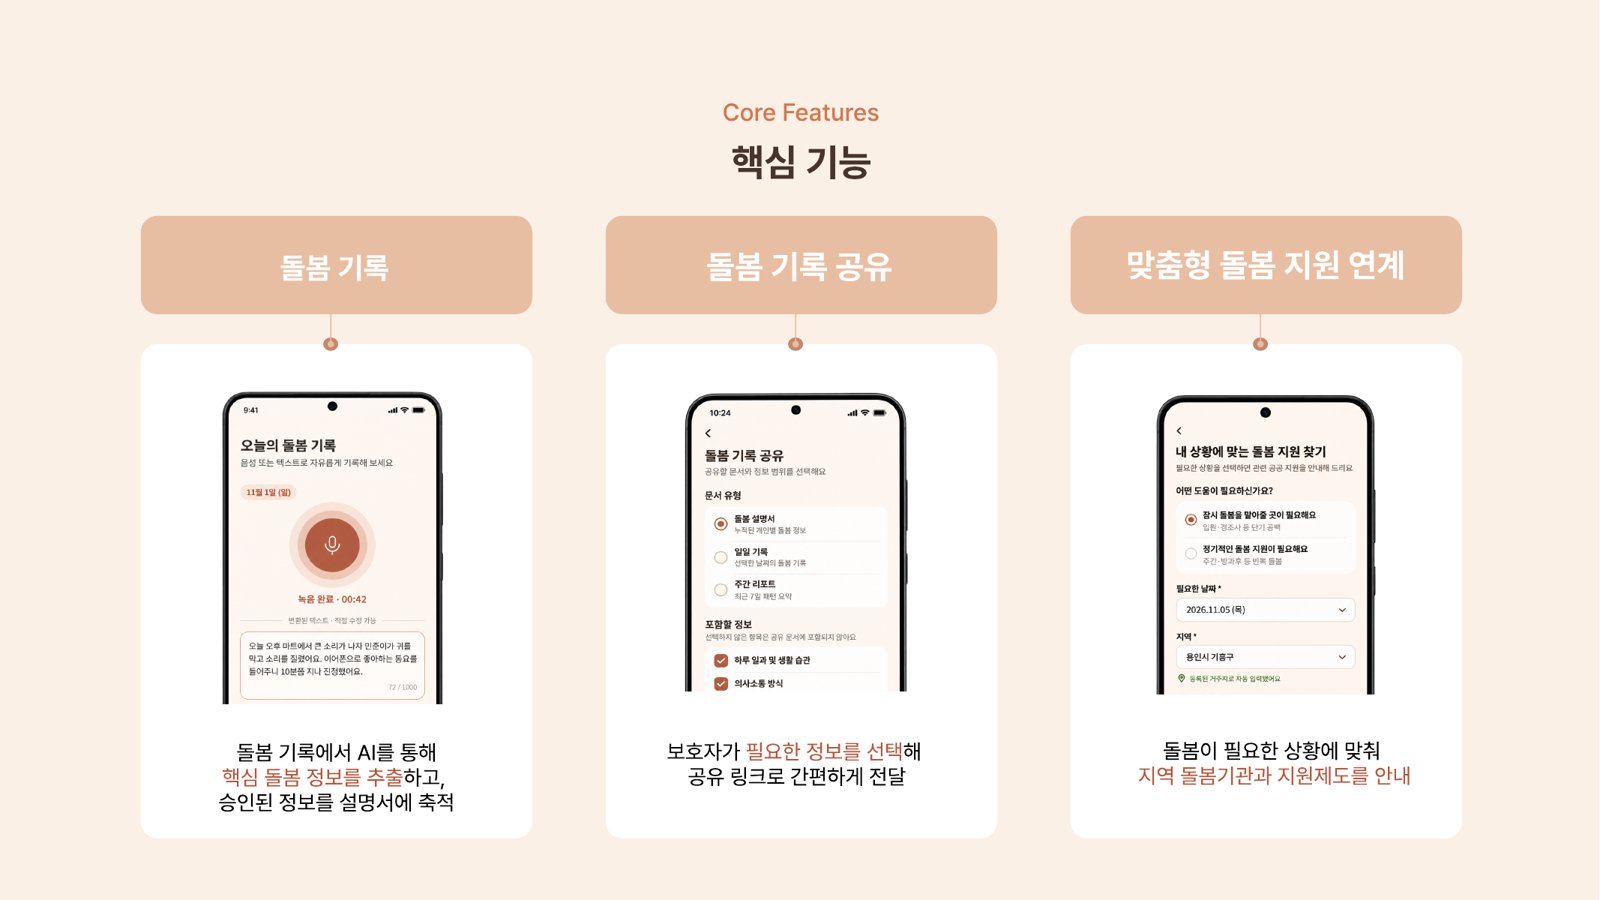 Core Features
핵심 기능
돌봄 기록
돌봄 기록 공유
맞춤형 돌봄 지원 연계
9:41
오늘의 돌봄 기록
음성 또는 텍스트로 자유롭게 기록해 보세요
11월 1일 (일)
녹음 완료 · 00:42
변환된 텍스트 · 직접 수정 가능
오늘 오후 마트에서 큰 소리가 나자 민준이가 귀를
막고 소리를 질렀어요. 이어폰으로 좋아하는 동요를
들어주니 10분쯤 지나 진정했어요.
72 / 1000
돌봄 기록에서 AI를 통해
핵심 돌봄 정보를 추출하고,
승인된 정보를 설명서에 축적
10:24
돌봄 기록 공유
공유할 문서와 정보 범위를 선택해요
문서 유형
돌봄 설명서
누적된 개인별 돌봄 정보
일일 기록
선택한 날짜의 돌봄 기록
주간 리포트
최근 7일 패턴 요약
포함할 정보
선택하지 않은 항목은 공유 문서에 포함되지 않아요
하루 일과 및 생활 습관
의사소통 방식
보호자가 필요한 정보를 선택해
공유 링크로 간편하게 전달
내 상황에 맞는 돌봄 지원 찾기
필요한 상황을 선택하면 관련 공공 지원을 안내해 드려요
어떤 도움이 필요하신가요?
잠시 돌봄을 맡아줄 곳이 필요해요
입원·경조사 등 단기 공백
정기적인 돌봄 지원이 필요해요
주간·방과후 등 반복 돌봄
필요한 날짜 *
2026.11.05 (목)
지역 *
용인시 기흥구
등록된 거주지로 자동 입력했어요
돌봄이 필요한 상황에 맞춰
지역 돌봄기관과 지원제도를 안내